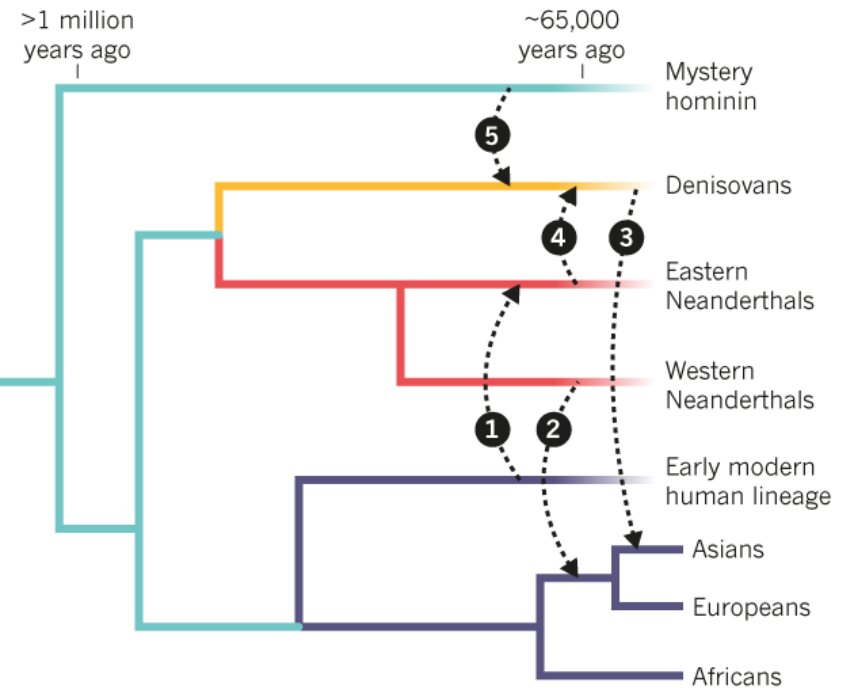 >1 million
years ago
~65,000
years ago
Mystery
hominin
5
Denisovans
4
3
Eastern
Neanderthals
Western
Neanderthals
1
2
Early modern
human lineage
Asians
Europeans
Africans